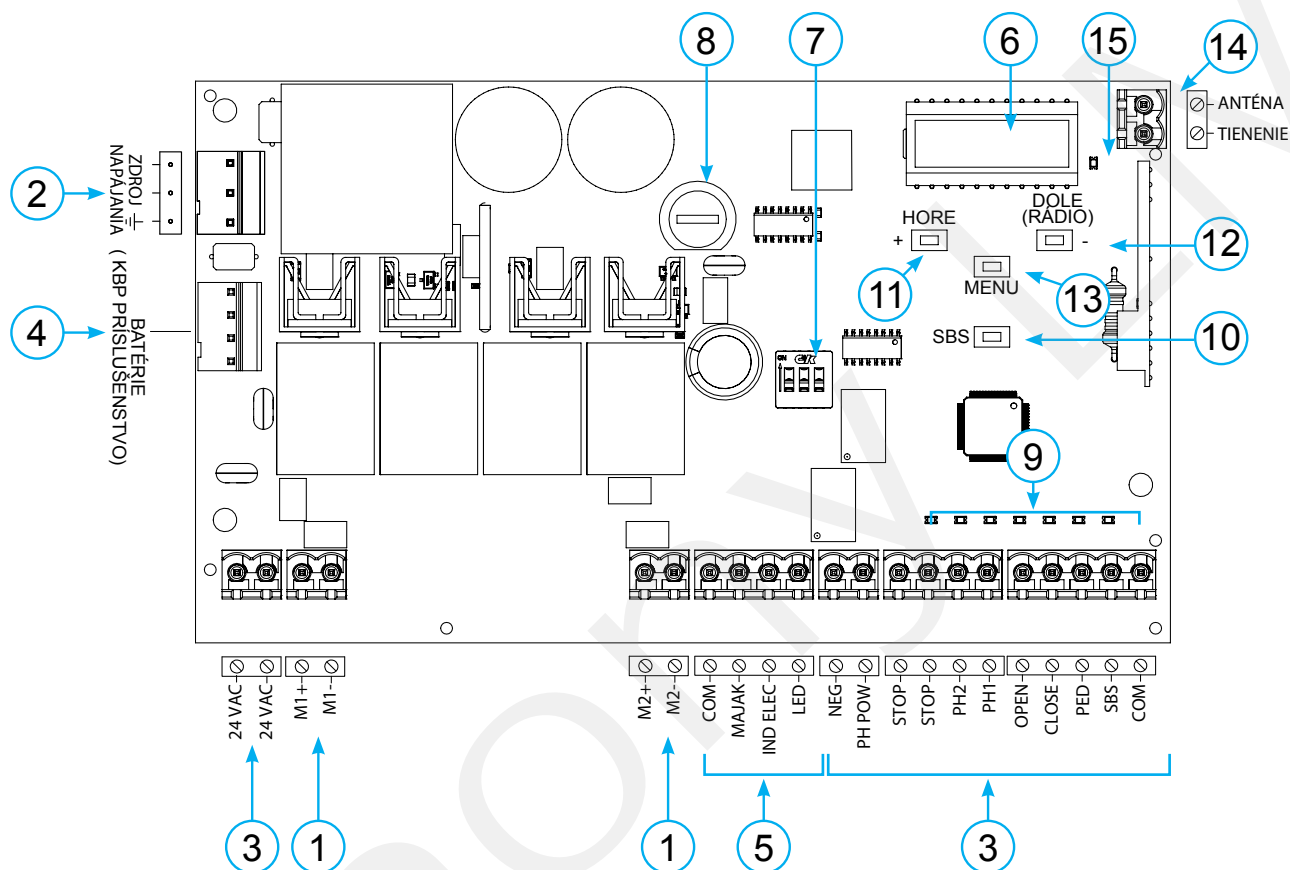 8
7
6
15
14
ANTÉNA
TIENENIE
2
ZDROJ
NAPÁJANIA
HORE
+
DOLE
(RÁDIO)
-
12
11
MENU
13
4
BATÉRIE
( KBP PRÍSLUŠENSTVO)
ON
SBS
10
9
24 VAC
24 VAC
M1+
M1-
M2+
M2-
COM
MAJAK
IND ELEC
LED
NEG
PH POW
STOP
STOP
PH2
PH1
OPEN
CLOSE
PED
SBS
COM
3
1
1
5
3